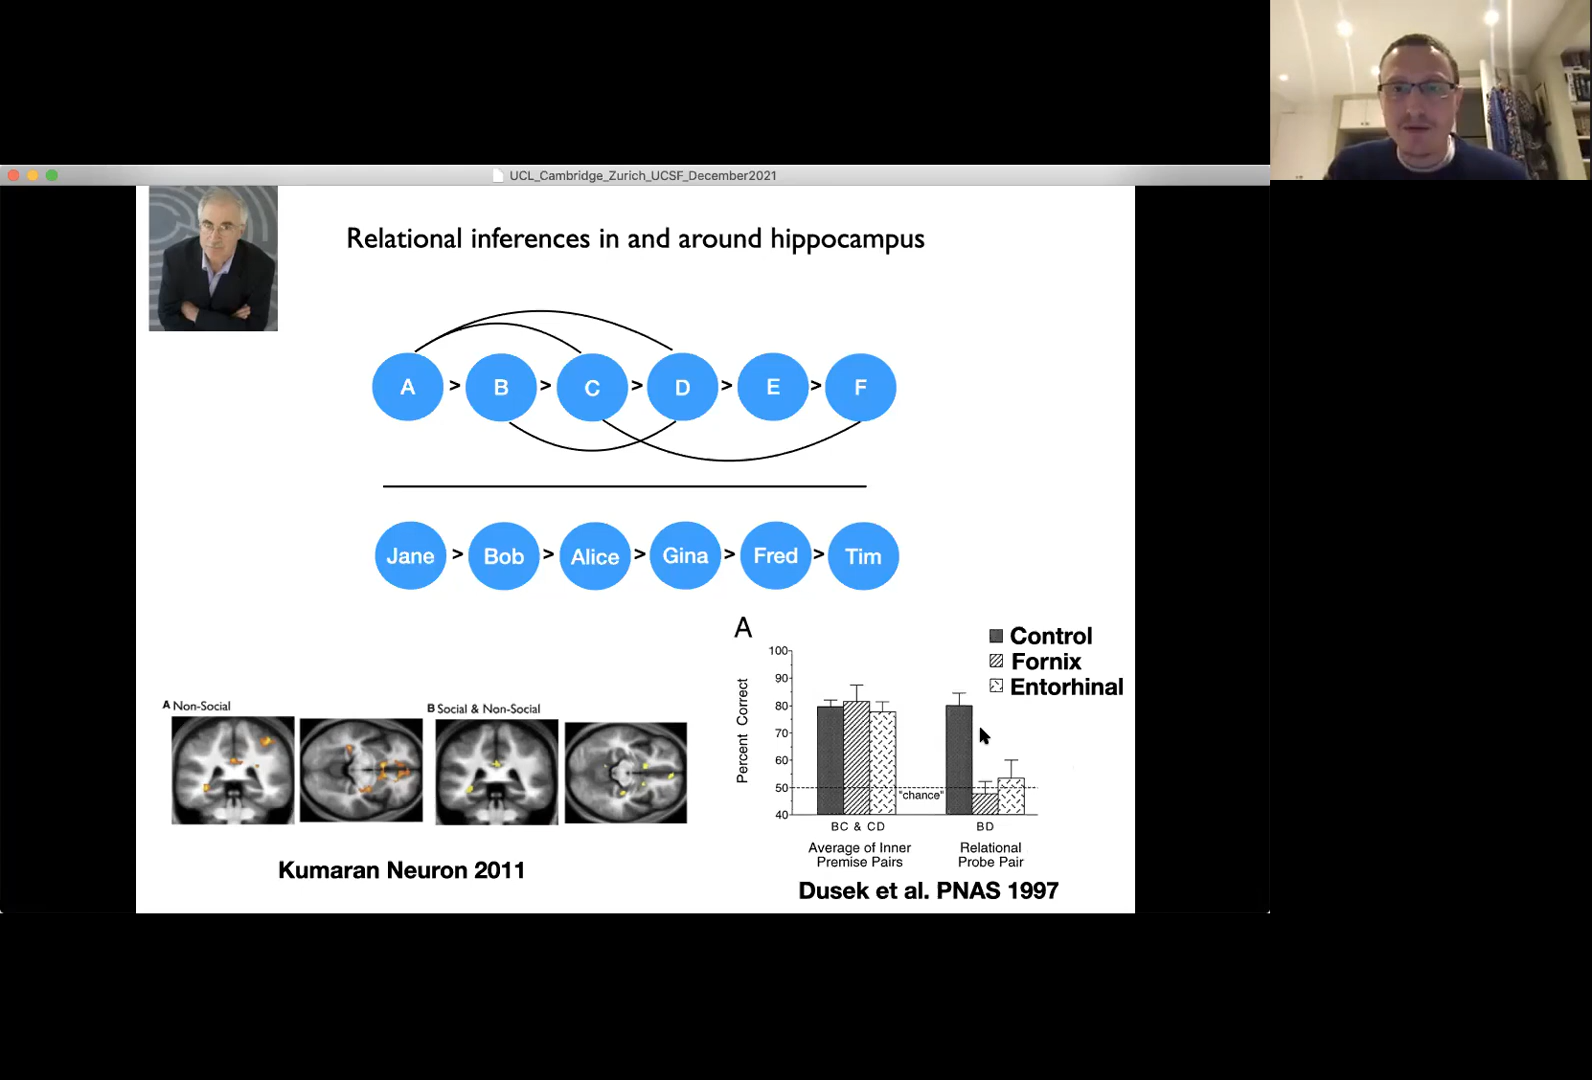 UCL_Cambridge_Zurich_UCSF_December2021
Relational inferences in and around hippocampus
A > B > C > D > E > F
Jane > Bob > Alice > Gina > Fred > Tim
A Non-Social
B Social & Non-Social
Kumaran Neuron 2011
A
Control
Fornix
Entorhinal
Percent Correct
100
90
80
70
60
50
40
"chance"
BC & CD
BD
Average of Inner
Premise Pairs
Relational
Probe Pair
Dusek et al. PNAS 1997